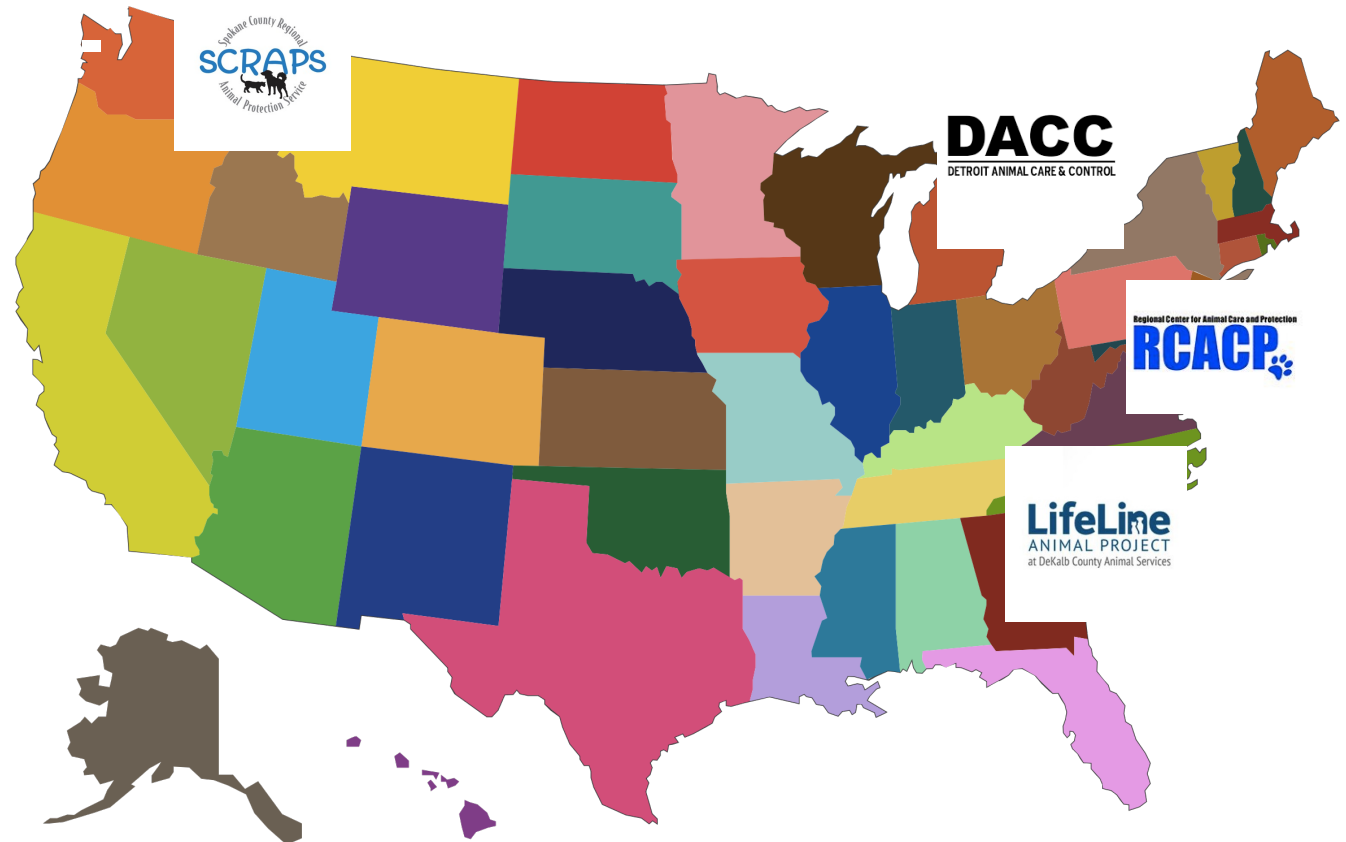 Spokane County Regional
SCRAPS
Animal Protection Service
DACC
DETROIT ANIMAL CARE & CONTROL
Regional Center for Animal Care and Protection
RCACP
LifeLine
ANIMAL PROJECT
at DeKalb County Animal Services